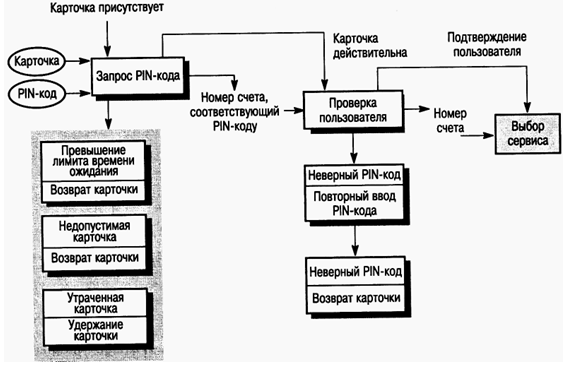 Карточка присутствует
Карточка
PIN-код
Запрос PIN-кода
Карточка
действительна
Подтверждение
пользователя
Номер счета,
соответствующий
PIN-коду
Проверка
пользователя
Номер
счета
Выбор
сервиса
Превышение
лимита времени
ожидания
Возврат карточки
Недопустимая
карточка
Возврат карточки
Утраченная
карточка
Удержание
карточки
Неверный PIN-код
Повторный ввод
PIN-кода
Неверный PIN-код
Возврат карточки